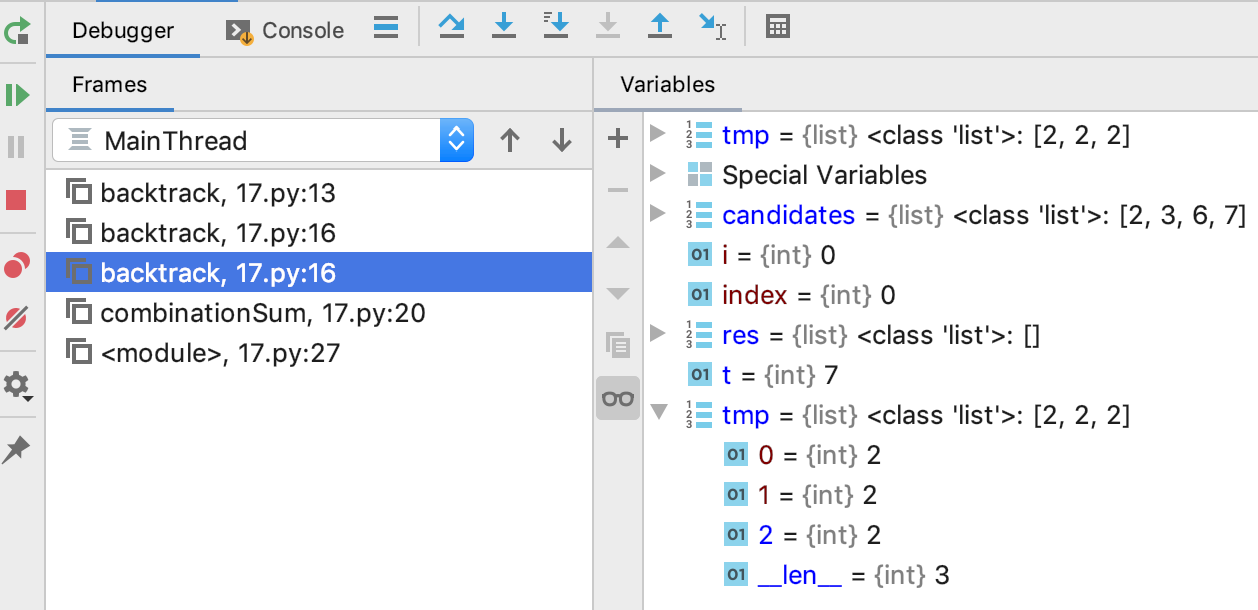 Debugger
Console
Frames
Variables
MainThread
backtrack, 17.py:13
backtrack, 17.py:16
backtrack, 17.py:16
combinationSum, 17.py:20
<module>, 17.py:27
tmp = {list} <class 'list'>: [2, 2, 2]
Special Variables
candidates = {list} <class 'list'>: [2, 3, 6, 7]
01 i = {int} 0
01 index = {int} 0
res = {list} <class 'list'>: []
01 t = {int} 7
tmp = {list} <class 'list'>: [2, 2, 2]
01 0 = {int} 2
01 1 = {int} 2
01 2 = {int} 2
01 __len__ = {int} 3